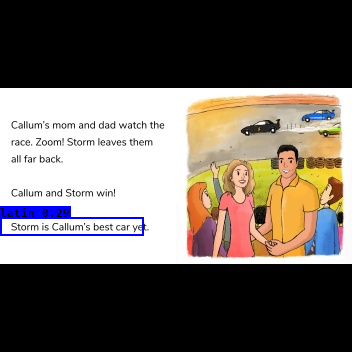 Callum's mom and dad watch the
race. Zoom! Storm leaves them
all far back.
Callum and Storm win!
latin 0.29
Storm is Callum's best car yet.